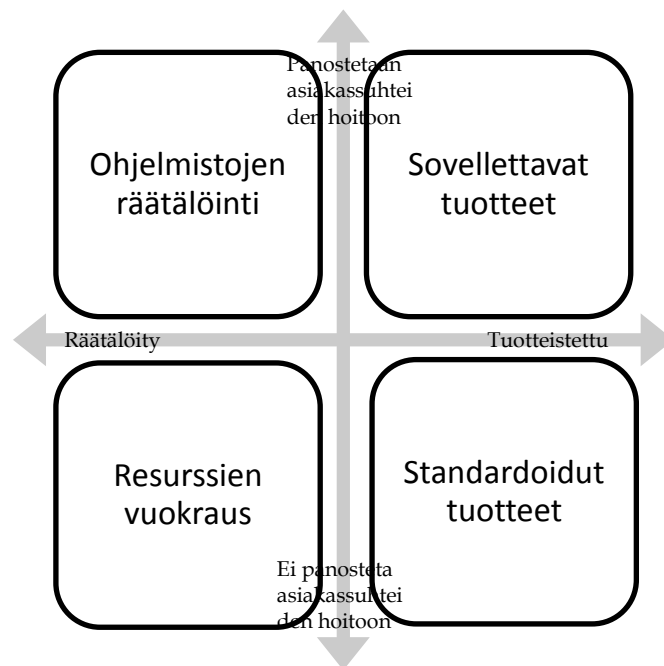 Panostetaan
asiakassuhtei
den hoitoon
Ohjelmistojen
räätälöinti
Sovellettavat
tuotteet
Räätälöity
Tuotteistettu
Resurssien
vuokraus
Standardoidut
tuotteet
Ei panosteta
asiakassuhtei
den hoitoon